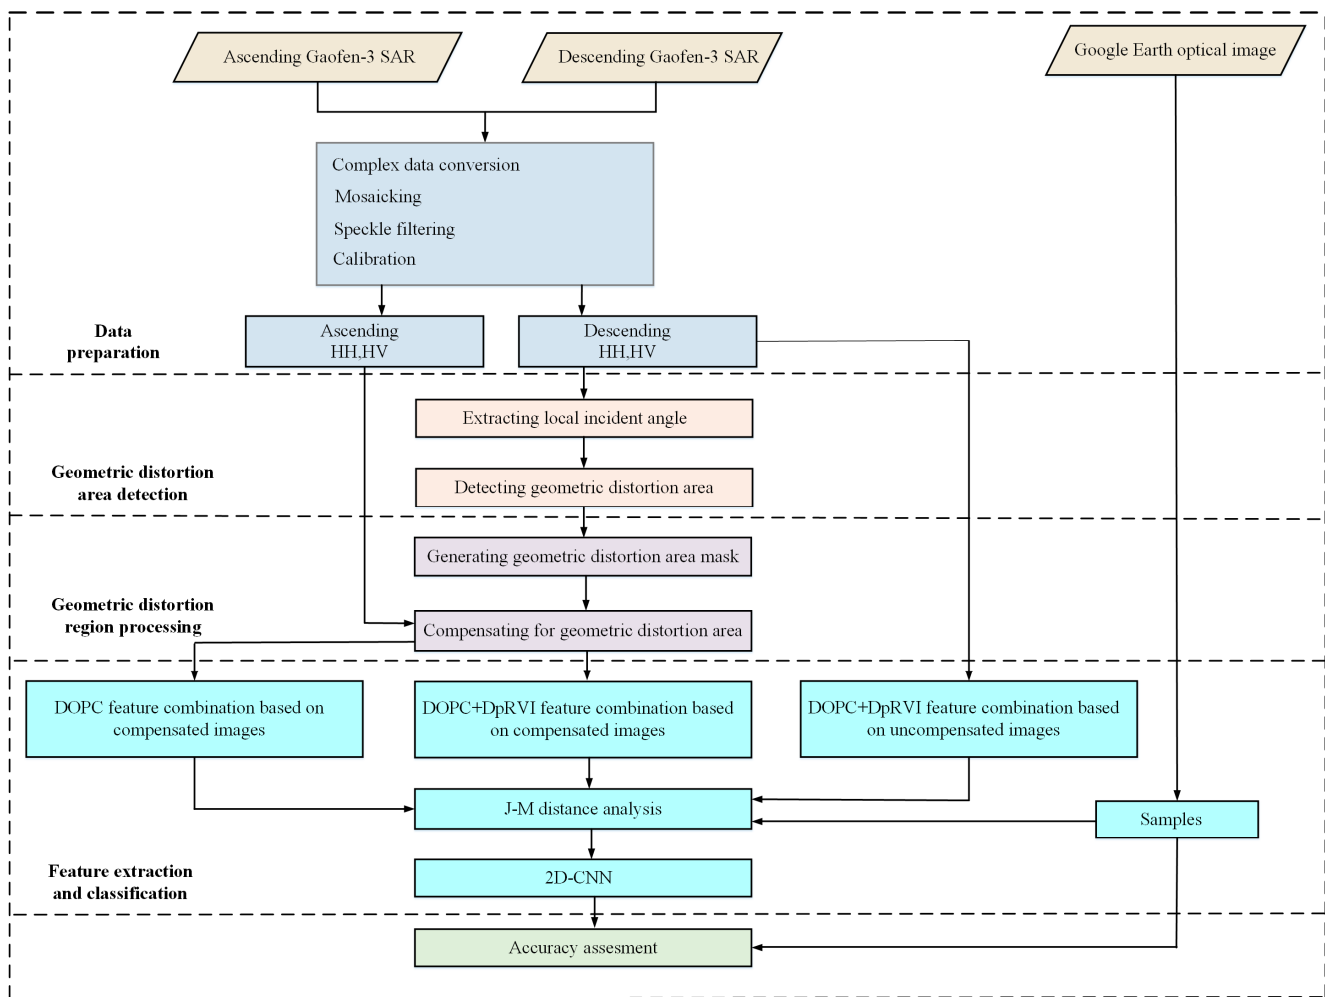 Ascending Gaofen-3 SAR
Descending Gaofen-3 SAR
Google Earth optical image
Complex data conversion
Mosaicking
Speckle filtering
Calibration
Data
preparation
Ascending
HH,HV
Descending
HH,HV
Extracting local incident angle
Geometric distortion
area detection
Detecting geometric distortion area
Generating geometric distortion area mask
Geometric distortion
region processing
Compensating for geometric distortion area
DOPC feature combination based on
compensated images
DOPC+DpRVI feature combination based
on compensated images
DOPC+DpRVI feature combination based
on uncompensated images
J-M distance analysis
Samples
Feature extraction
and classification
2D-CNN
Accuracy assesment